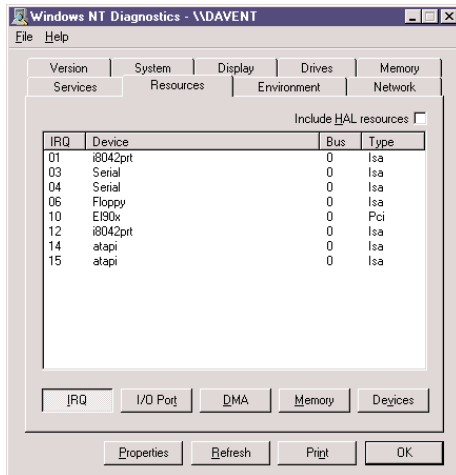 Windows NT Diagnostics - \\DAVENT
File Help
Version System Display Drives Memory
Services Resources Environment Network
Include HAL resources
IRQ Device Bus Type
01 i8042prt 0 Isa
03 Serial 0 Isa
04 Serial 0 Isa
06 Floppy 0 Isa
10 El90x 0 Pci
12 i8042prt 0 Isa
14 atapi 0 Isa
15 atapi 0 Isa
IRQ I/O Port DMA Memory Devices
Properties Refresh Print OK